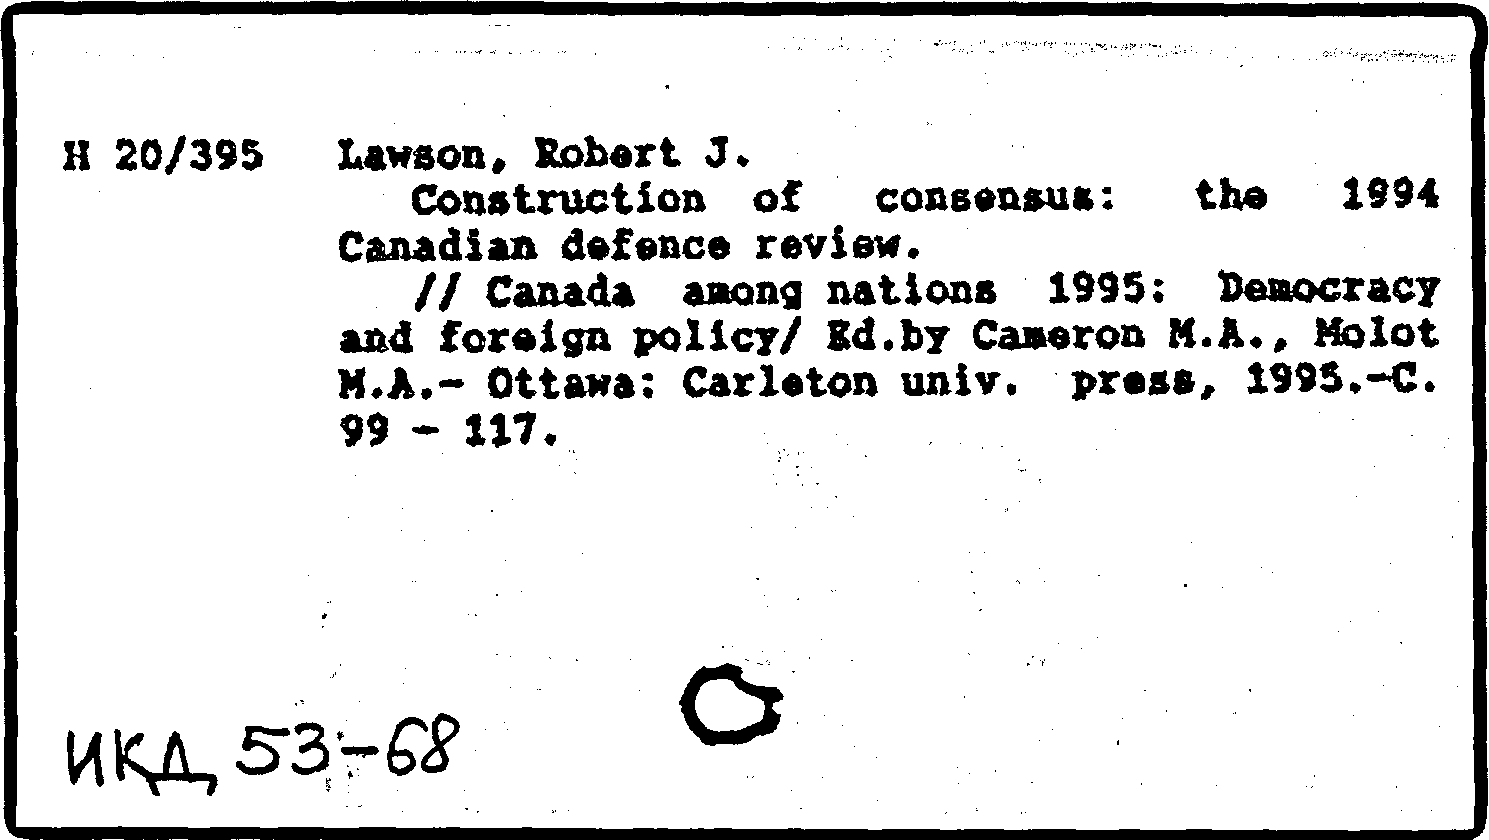 H 20/395 Lawson, Robert J.
Construction of consensus: the 1994
Canadian defence review.
// Canada among nations 1995: Democracy
and foreign policy/ Ed.by Cameron M.A., Molot
M.A.- Ottawa: Carleton univ. press, 1995.-C.
99 - 117.
ИКД 53-68